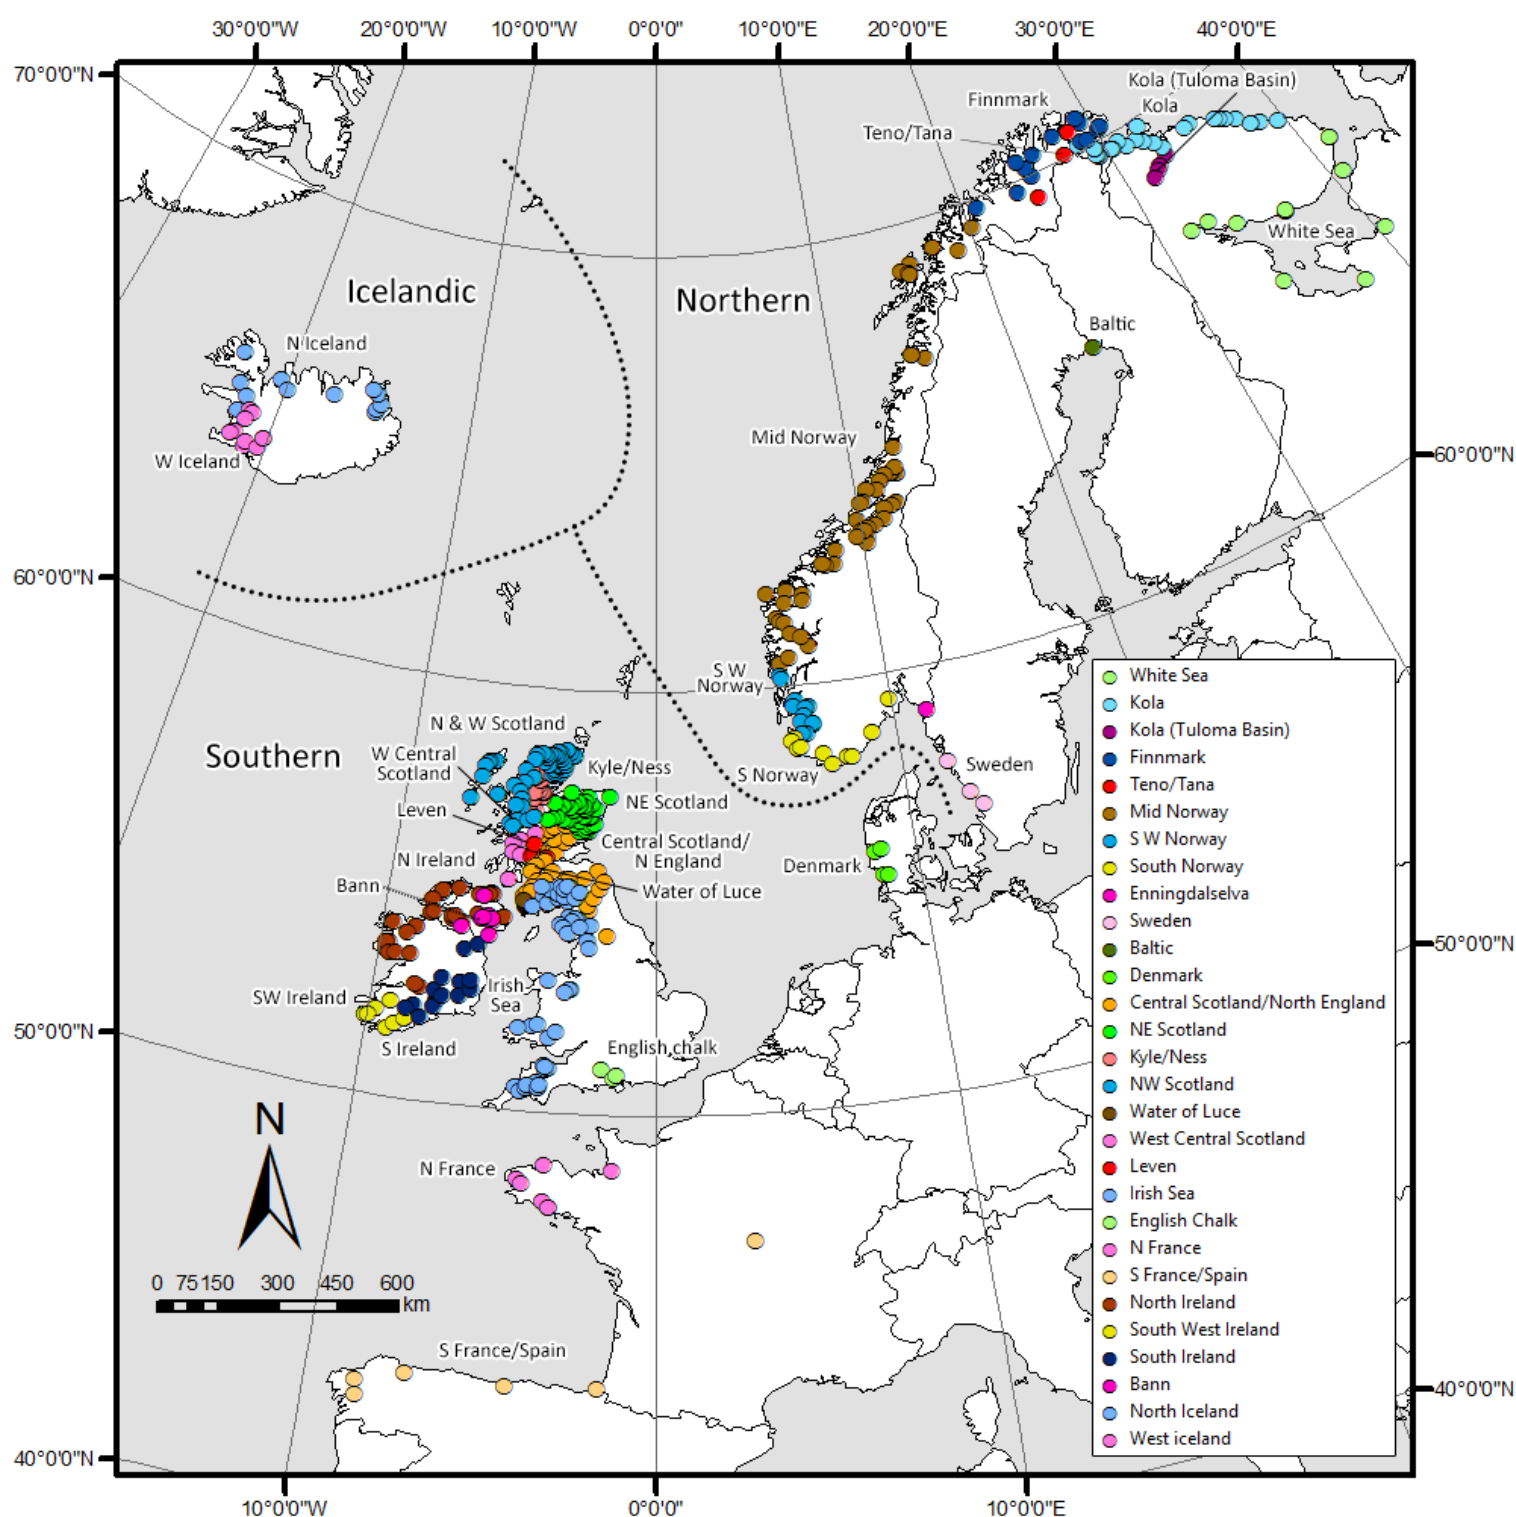 30°0'0"W 20°0'0"W 10°0'0"W 0°0'0" 10°0'0"E 20°0'0"E 30°0'0"E 40°0'0"E
70°0'0"N
Kola (Tuloma Basin)
Finnmark
Kola
Teno/Tana
White Sea
Icelandic
Northern
Baltic
N Iceland
Mid Norway
60°0'0"N
W Iceland
60°0'0"N
S W
Norway
N & W Scotland
Southern
W Central
Scotland
Kyle/Ness
S Norway
Sweden
Leven
NE Scotland
Central Scotland/
N England
N Ireland
Denmark
Bann
Water of Luce
50°0'0"N
SW Ireland
Irish
Sea
50°0'0"N
S Ireland
English chalk
N
N France
0 75 150 300 450 600
km
S France/Spain
40°0'0"N
40°0'0"N
White Sea
Kola
Kola (Tuloma Basin)
Finnmark
Teno/Tana
Mid Norway
S W Norway
South Norway
Enningdalselva
Sweden
Baltic
Denmark
Central Scotland/North England
NE Scotland
Kyle/Ness
NW Scotland
Water of Luce
West Central Scotland
Leven
Irish Sea
English Chalk
N France
S France/Spain
North Ireland
South West Ireland
South Ireland
Bann
North Iceland
West iceland
10°0'0"W 0°0'0" 10°0'0"E